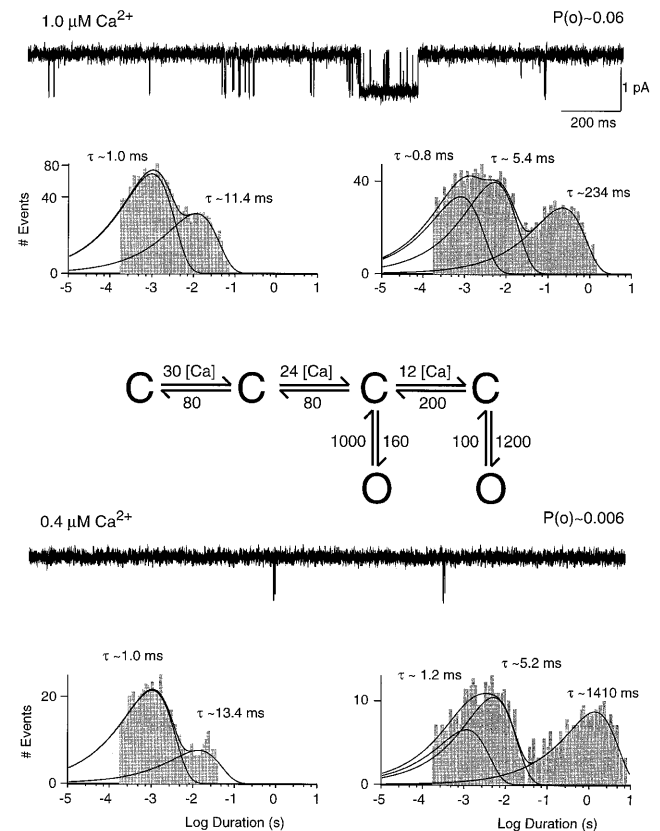 1.0 μM Ca2+
P(o)~0.06
1 pA
200 ms
τ ~1.0 ms
τ ~11.4 ms
80
40
0
# Events
-5 -4 -3 -2 -1 0 1
τ ~0.8 ms
τ ~ 5.4 ms
τ ~234 ms
40
0
-5 -4 -3 -2 -1 0 1
30 [Ca] 24 [Ca] 12 [Ca]
C C C C
80 80 200
1000 160 100 1200
O O
0.4 μM Ca2+
P(o)~0.006
τ ~1.0 ms
τ ~13.4 ms
20
0
# Events
-5 -4 -3 -2 -1 0 1
Log Duration (s)
τ ~ 1.2 ms
τ ~5.2 ms
τ ~1410 ms
10
0
-5 -4 -3 -2 -1 0 1
Log Duration (s)